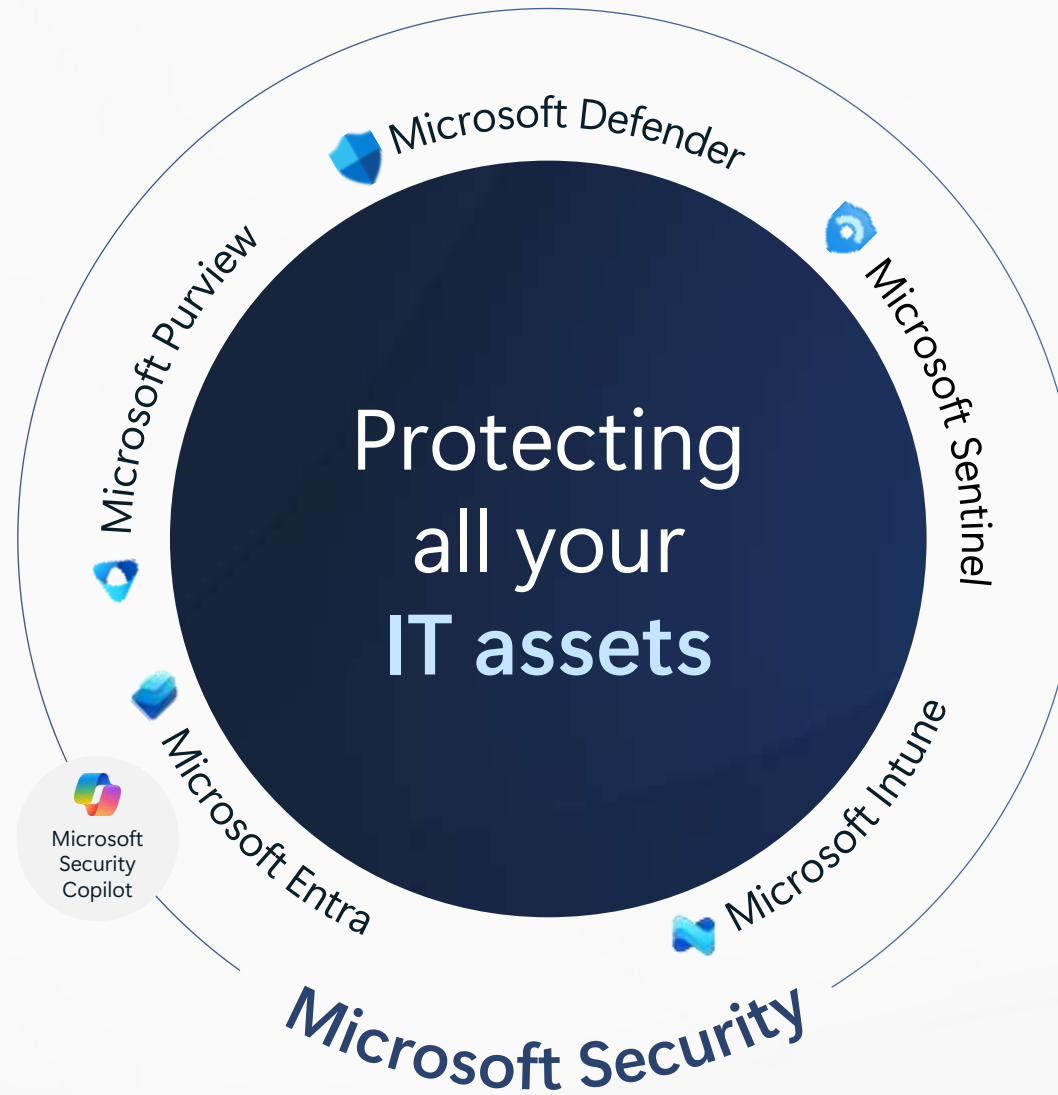 Microsoft Defender
Microsoft Sentinel
Microsoft Purview
Protecting
all your
IT assets
Microsoft Intune
Microsoft Entra
Microsoft
Security
Copilot
Microsoft Security